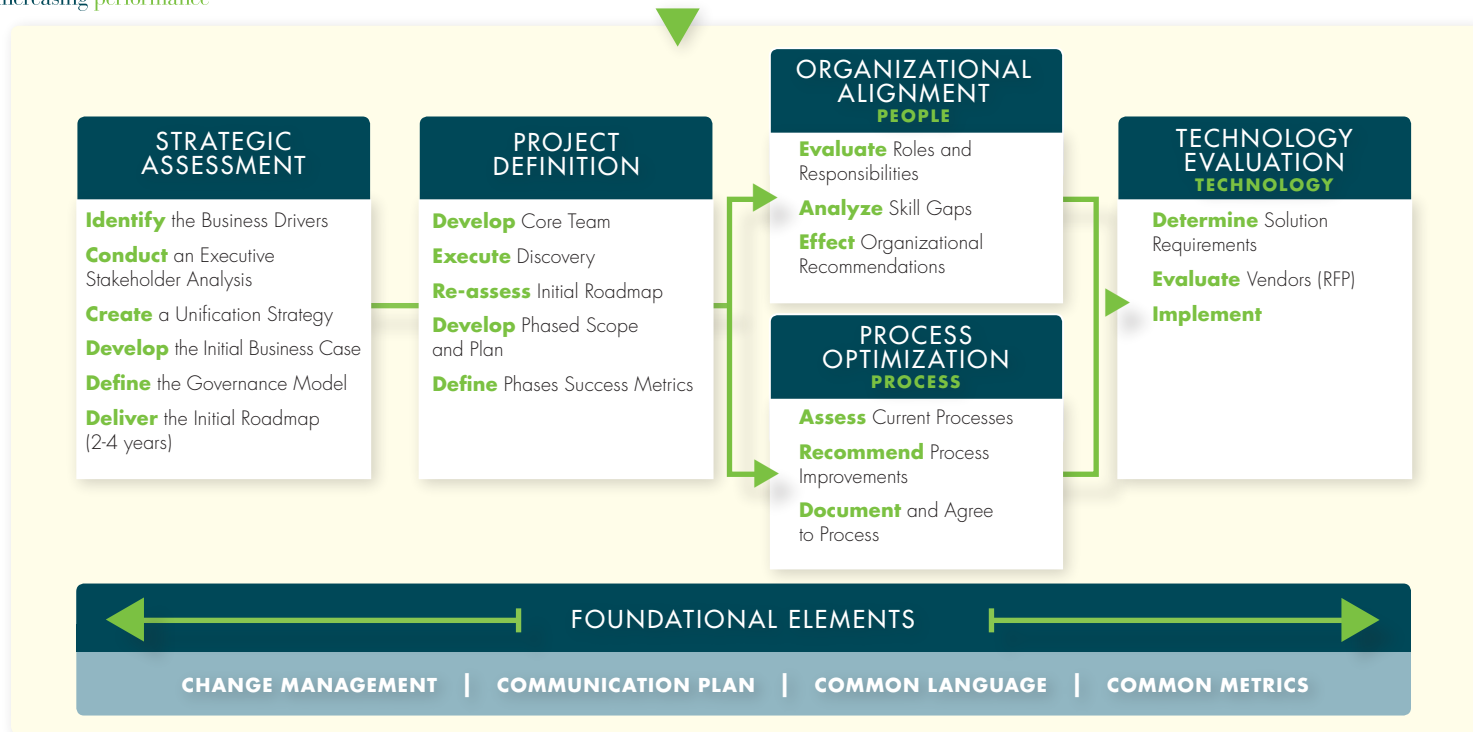 increasing performance
STRATEGIC
ASSESSMENT
Identify the Business Drivers
Conduct an Executive
Stakeholder Analysis
Create a Unification Strategy
Develop the Initial Business Case
Define the Governance Model
Deliver the Initial Roadmap
(2-4 years)
PROJECT
DEFINITION
Develop Core Team
Execute Discovery
Re-assess Initial Roadmap
Develop Phased Scope
and Plan
Define Phases Success Metrics
ORGANIZATIONAL
ALIGNMENT
PEOPLE
Evaluate Roles and
Responsibilities
Analyze Skill Gaps
Effect Organizational
Recommendations
PROCESS
OPTIMIZATION
PROCESS
Assess Current Processes
Recommend Process
Improvements
Document and Agree
to Process
TECHNOLOGY
EVALUATION
TECHNOLOGY
Determine Solution
Requirements
Evaluate Vendors (RFP)
Implement
FOUNDATIONAL ELEMENTS
CHANGE MANAGEMENT | COMMUNICATION PLAN | COMMON LANGUAGE | COMMON METRICS